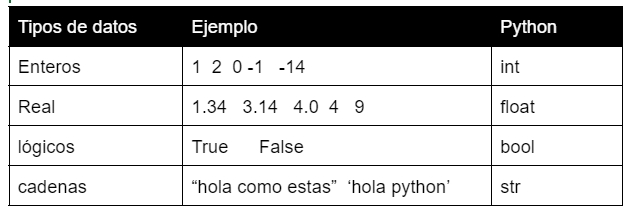 Tipos de datos Ejemplo Python
Enteros 1 2 0 -1 -14 int
Real 1.34 3.14 4.0 4 9 float
lógicos True False bool
cadenas “hola como estas” ‘hola python’ str